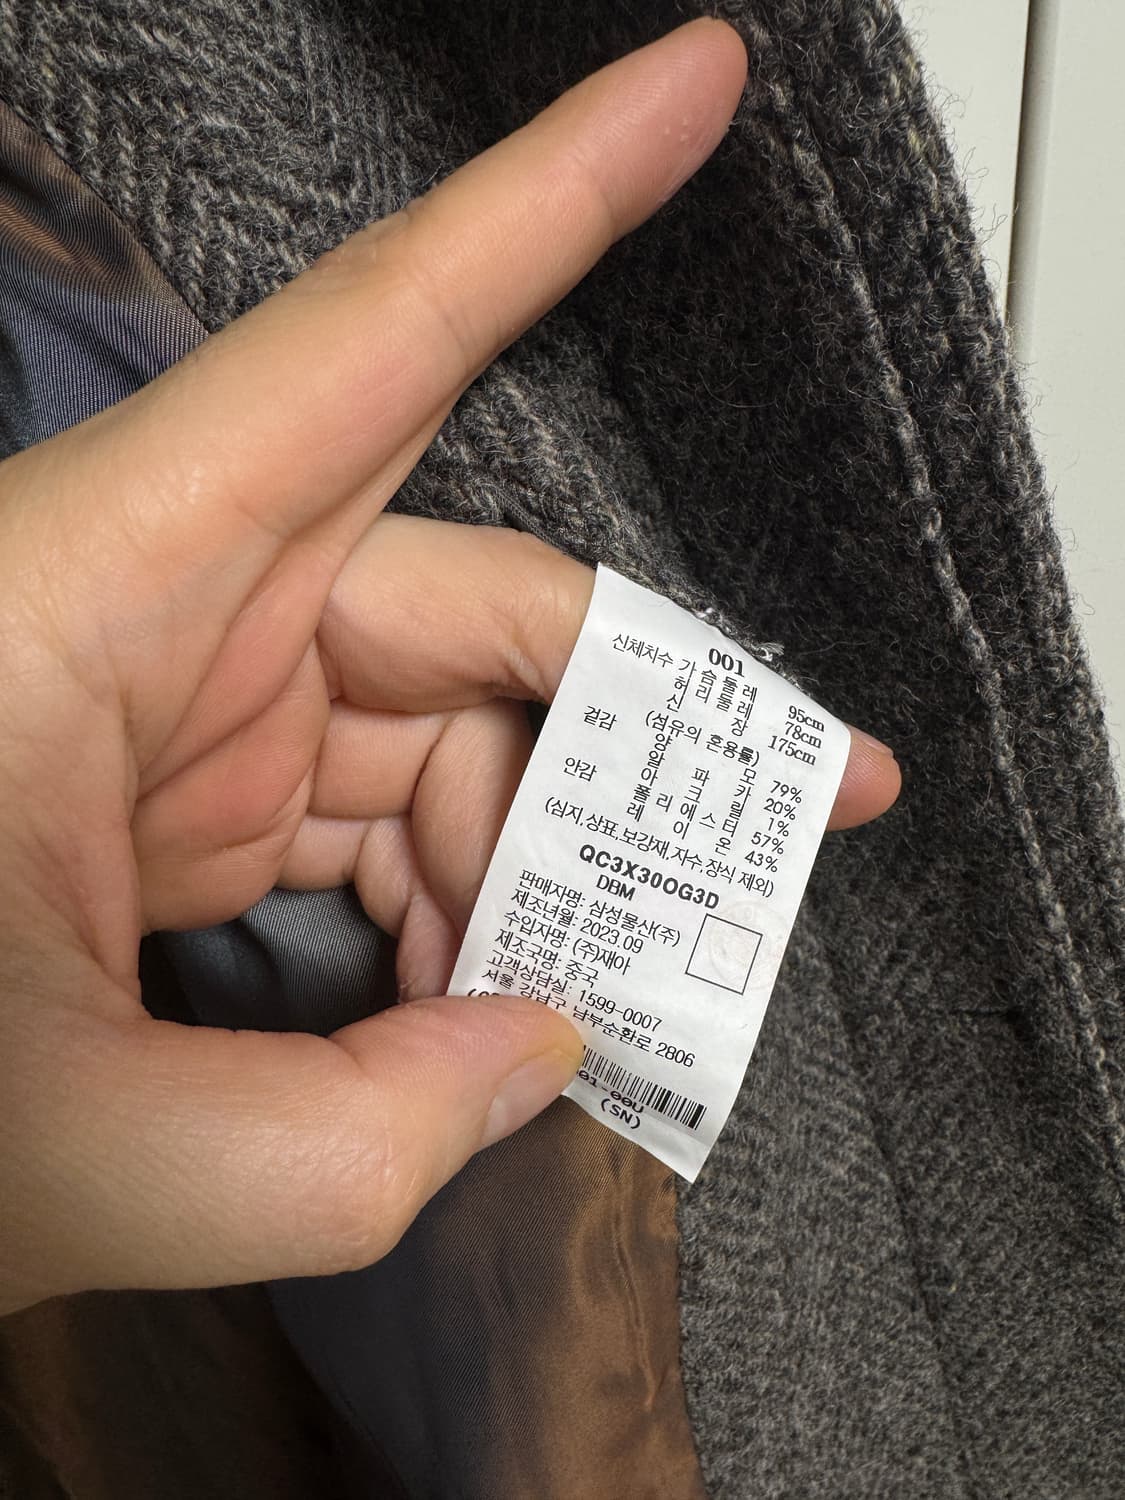 001
신체치수 가슴둘레 95cm
허리둘레 78cm
신장 175cm
(섬유의 혼용률)
겉감 양모 79%
알파카 20%
아크릴 1%
안감 폴리에스터 57%
레이온 43%
(심지,상표,보강재,자수,장식 제외)
QC3X30OG3D
DBM
판매자명: 삼성물산(주)
제조년월: 2023.09
수입자명: (주)재아
제조국명: 중국
고객상담실: 1599-0007
서울 강남구 남부순환로 2806
(SN)